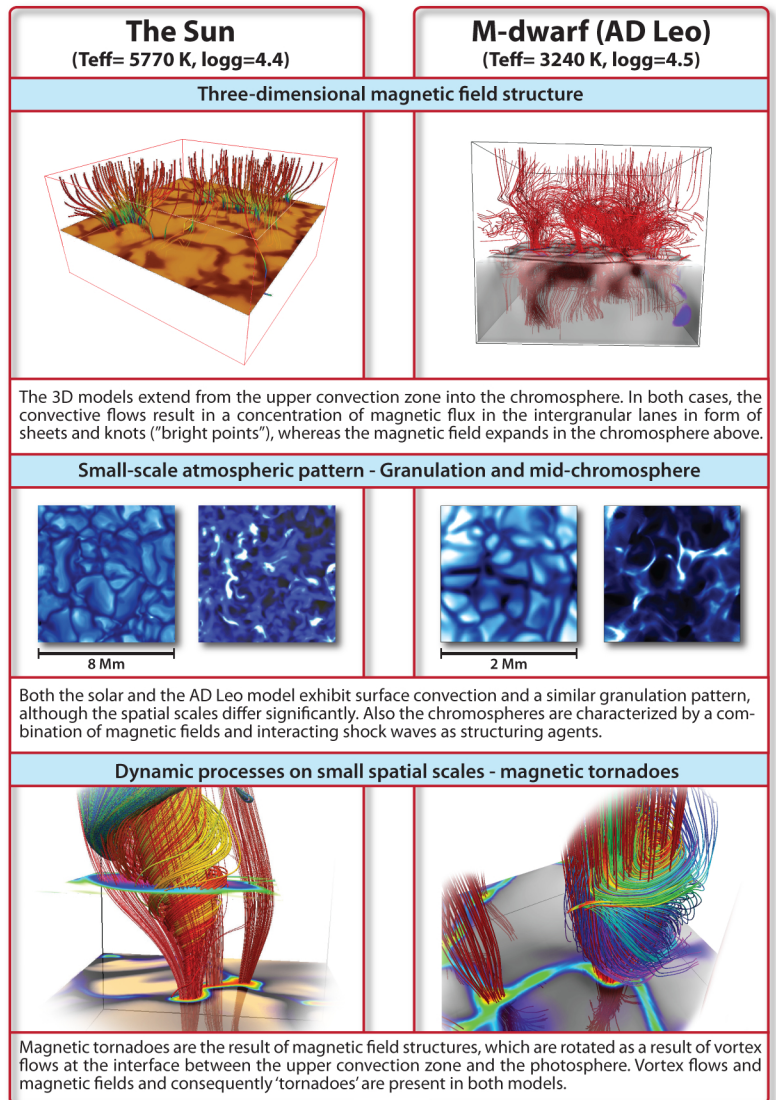 The Sun
(Teff= 5770 K, logg=4.4)
M-dwarf (AD Leo)
(Teff= 3240 K, logg=4.5)
Three-dimensional magnetic field structure
The 3D models extend from the upper convection zone into the chromosphere. In both cases, the
convective flows result in a concentration of magnetic flux in the intergranular lanes in form of
sheets and knots ("bright points"), whereas the magnetic field expands in the chromosphere above.
Small-scale atmospheric pattern - Granulation and mid-chromosphere
8 Mm
2 Mm
Both the solar and the AD Leo model exhibit surface convection and a similar granulation pattern,
although the spatial scales differ significantly. Also the chromospheres are characterized by a com-
bination of magnetic fields and interacting shock waves as structuring agents.
Dynamic processes on small spatial scales - magnetic tornadoes
Magnetic tornadoes are the result of magnetic field structures, which are rotated as a result of vortex
flows at the interface between the upper convection zone and the photosphere. Vortex flows and
magnetic fields and consequently 'tornadoes' are present in both models.